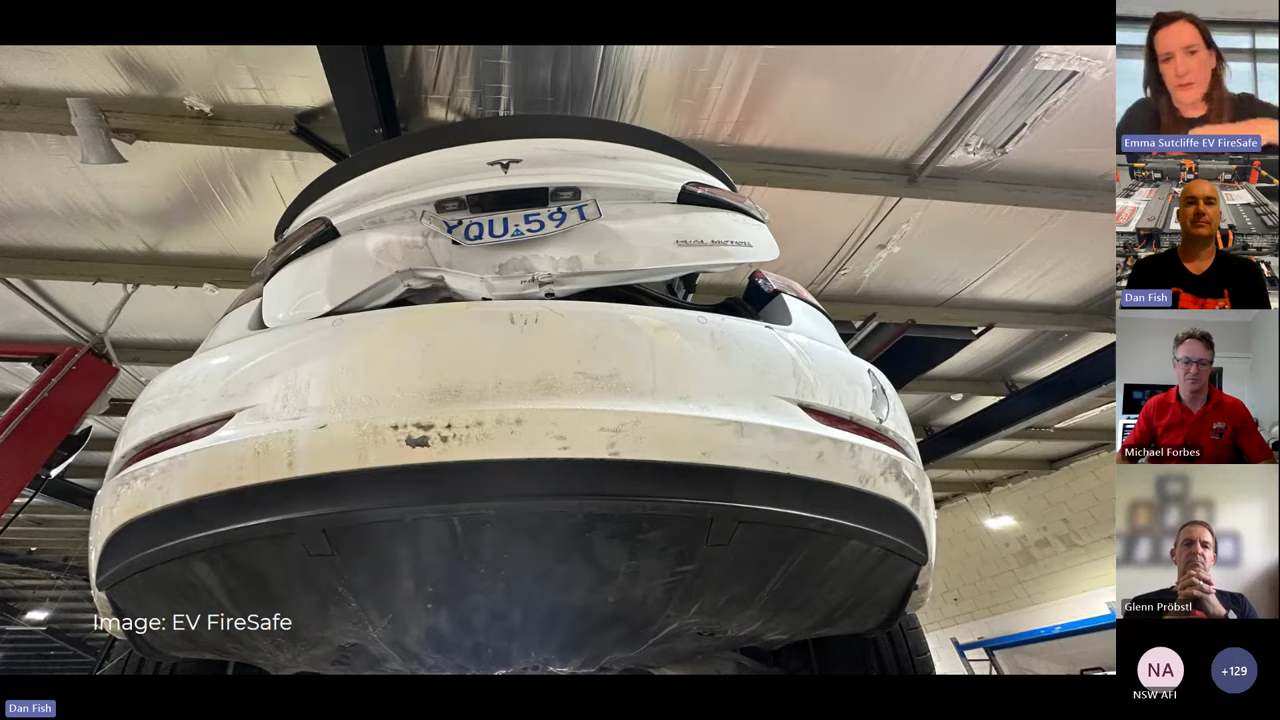 YQU 59T
DUAL MOTOR
Image: EV FireSafe
Dan Fish
Emma Sutcliffe EV FireSafe
Dan Fish
Michael Forbes
Glenn Pröbstl
NA
NSW AFI
+129